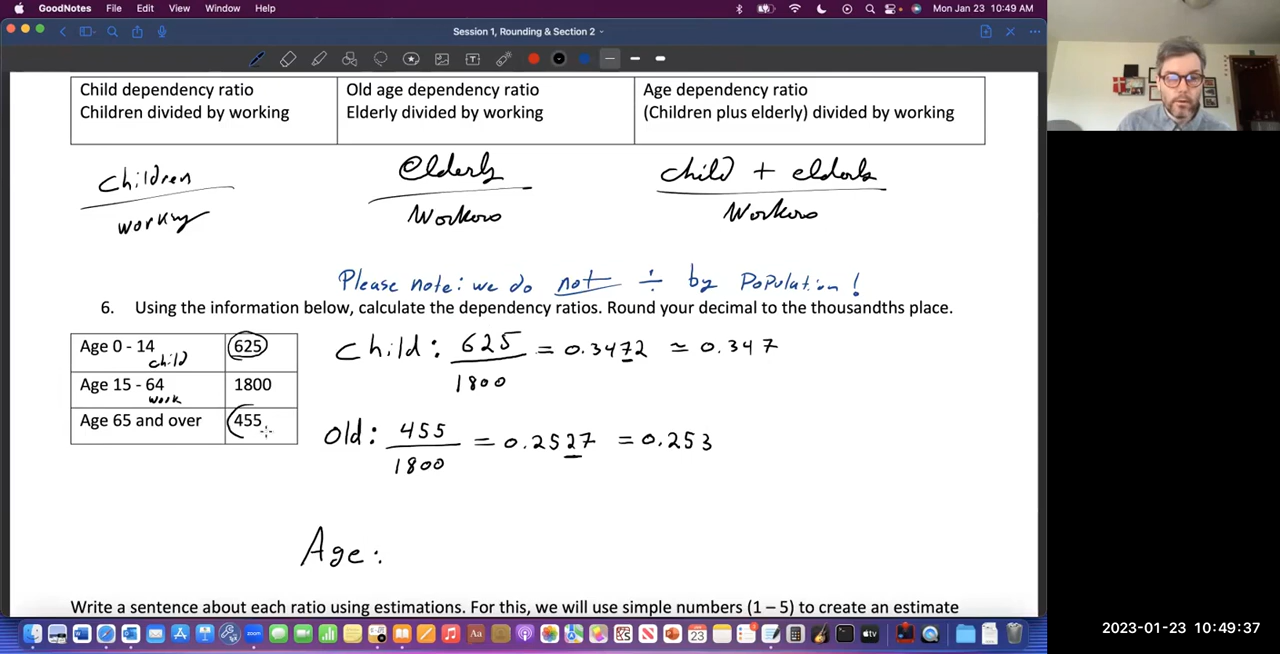 GoodNotes File Edit View Window Help Mon Jan 23 10:49 AM
Session 1, Rounding & Section 2
Child dependency ratio
Children divided by working
Old age dependency ratio
Elderly divided by working
Age dependency ratio
(Children plus elderly) divided by working
children
working
elderly
Workers
child + elderly
Workers
Please note: we do not ÷ by Population!
6. Using the information below, calculate the dependency ratios. Round your decimal to the thousandths place.
Age 0 - 14 625
child
Age 15 - 64 1800
work
Age 65 and over 455
child: 625 = 0.3472 ≃ 0.347
1800
old: 455 = 0.2527 = 0.253
1800
Age:
Write a sentence about each ratio using estimations. For this, we will use simple numbers (1 – 5) to create an estimate
2023-01-23 10:49:37